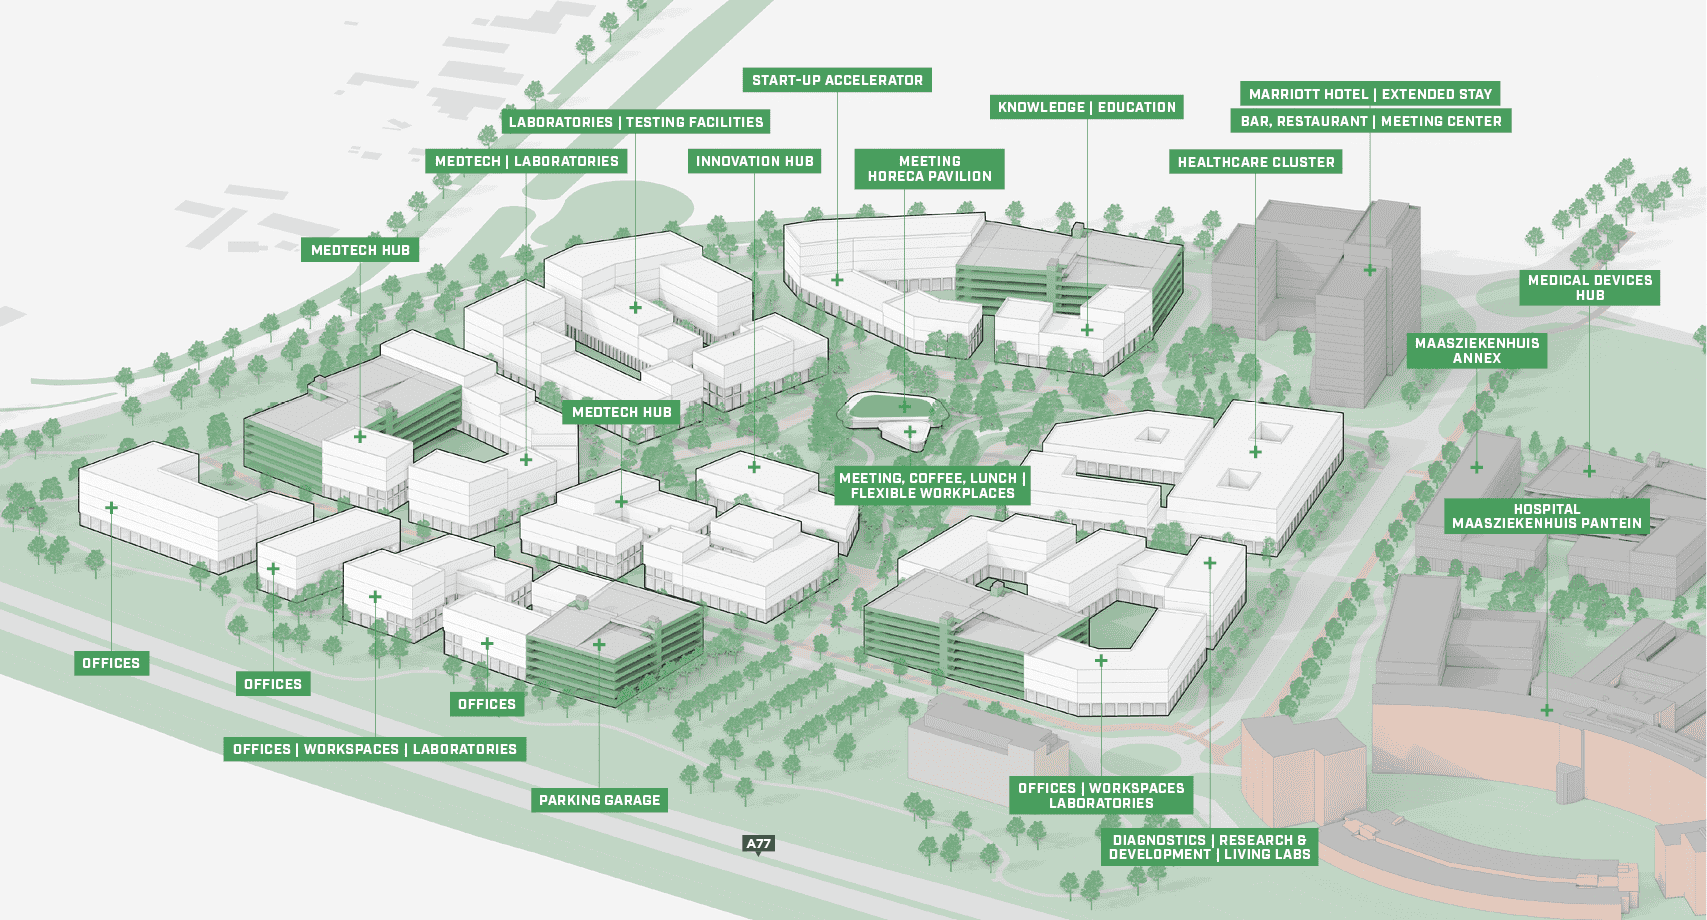 START-UP ACCELERATOR
MARRIOTT HOTEL | EXTENDED STAY
KNOWLEDGE | EDUCATION
BAR, RESTAURANT | MEETING CENTER
LABORATORIES | TESTING FACILITIES
MEDTECH | LABORATORIES
INNOVATION HUB
MEETING
HORECA PAVILION
HEALTHCARE CLUSTER
MEDTECH HUB
MEDICAL DEVICES
HUB
MAASZIEKENHUIS
ANNEX
MEDTECH HUB
MEETING, COFFEE, LUNCH |
FLEXIBLE WORKPLACES
HOSPITAL
MAASZIEKENHUIS PANTEIN
OFFICES
OFFICES
OFFICES
OFFICES | WORKSPACES | LABORATORIES
PARKING GARAGE
OFFICES | WORKSPACES
LABORATORIES
A77
DIAGNOSTICS | RESEARCH &
DEVELOPMENT | LIVING LABS